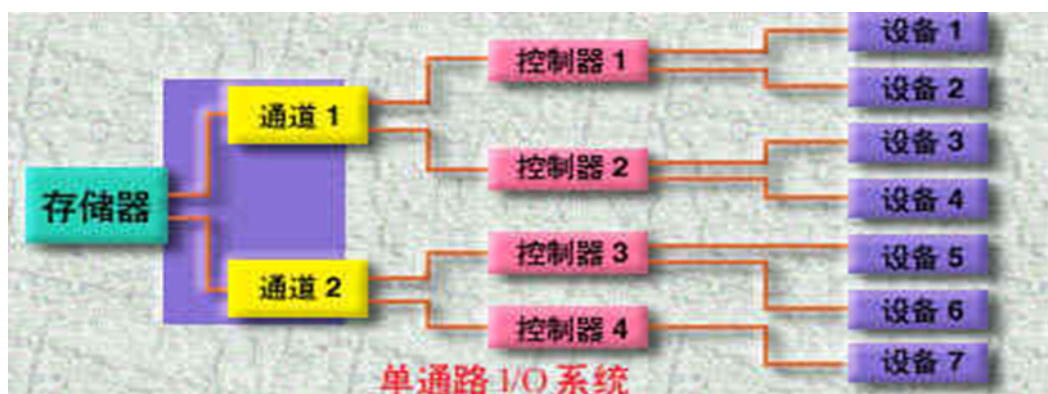 设备 1
控制器 1
设备 2
通道 1
设备 3
控制器 2
设备 4
存储器
控制器 3
设备 5
通道 2
设备 6
控制器 4
设备 7
单通路 I/O 系统